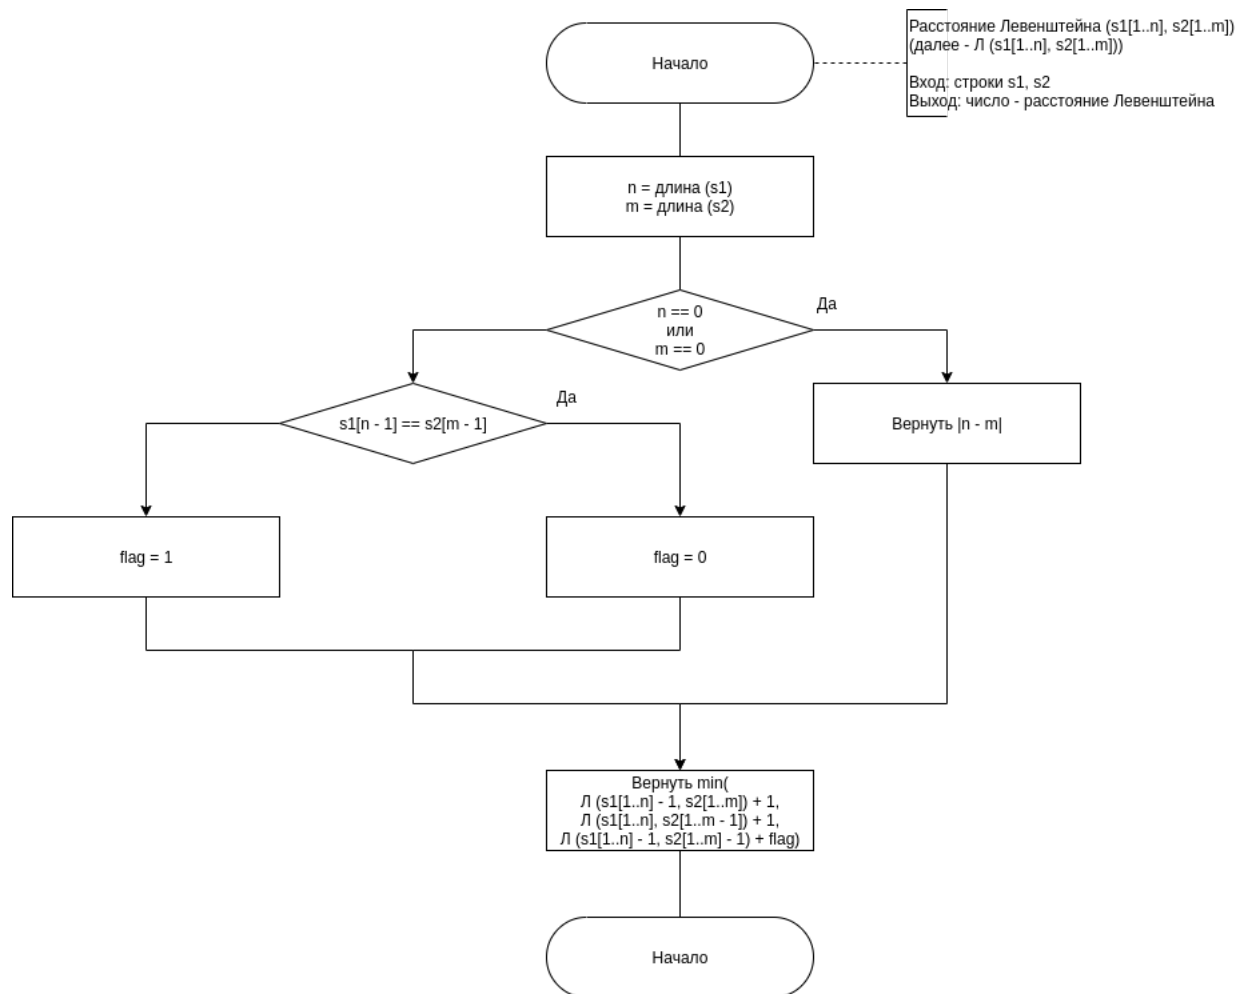 Расстояние Левенштейна (s1[1..n], s2[1..m])
(далее - Л (s1[1..n], s2[1..m]))
Вход: строки s1, s2
Выход: число - расстояние Левенштейна
Начало
n = длина (s1)
m = длина (s2)
n == 0
или
m == 0
Да
s1[n - 1] == s2[m - 1]
Да
Вернуть |n - m|
flag = 1
flag = 0
Вернуть min(
Л (s1[1..n] - 1, s2[1..m]) + 1,
Л (s1[1..n], s2[1..m - 1]) + 1,
Л (s1[1..n] - 1, s2[1..m] - 1) + flag)
Начало